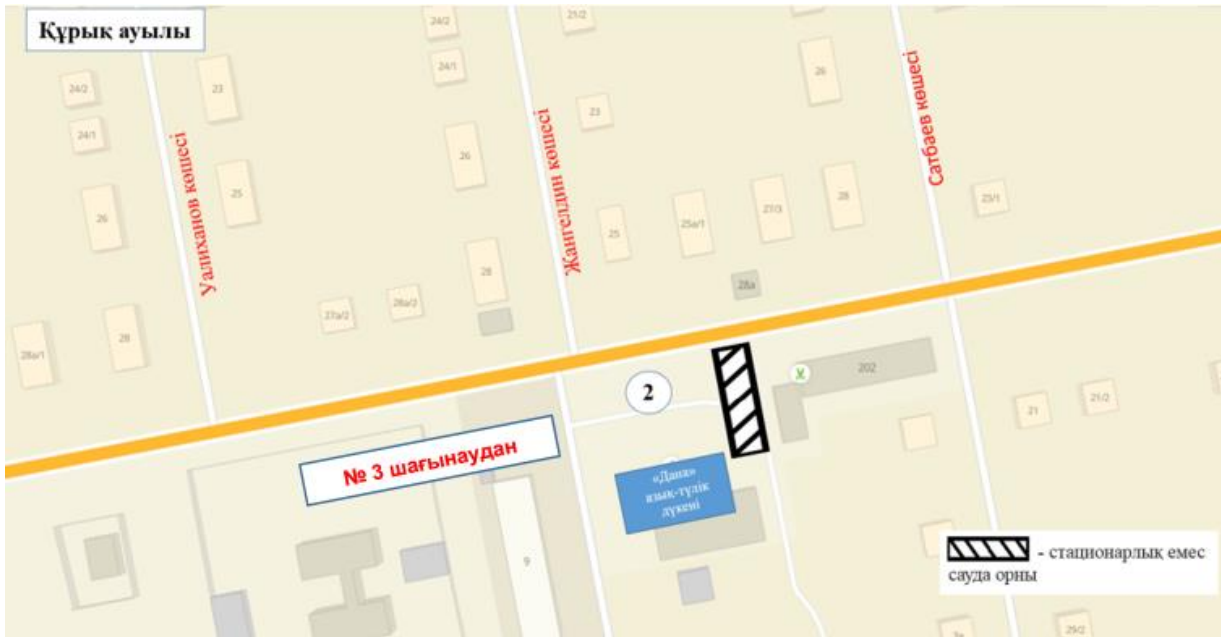 Құрық ауылы
24/2
21/2
24/2
23
24/1
26
24/1
23
Уалиханов көшесі
Жангелдин көшесі
Сатбаев көшесі
26
25
26
25
25а/1
27/3
28
23/1
28
28а
27а/2
28а/2
28
28а/1
2
202
21
21/2
№ 3 шағынаудан
«Дана»
азық-түлік
дүкені
9
- стационарлық емес
сауда орны
29/2